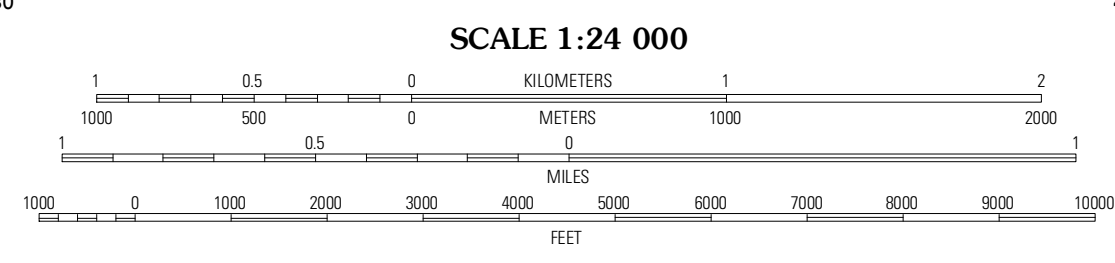 SCALE 1:24 000
1 0.5 0 KILOMETERS 1 2
1000 500 0 METERS 1000 2000
1 0.5 0 1
MILES
1000 0 1000 2000 3000 4000 5000 6000 7000 8000 9000 10000
FEET